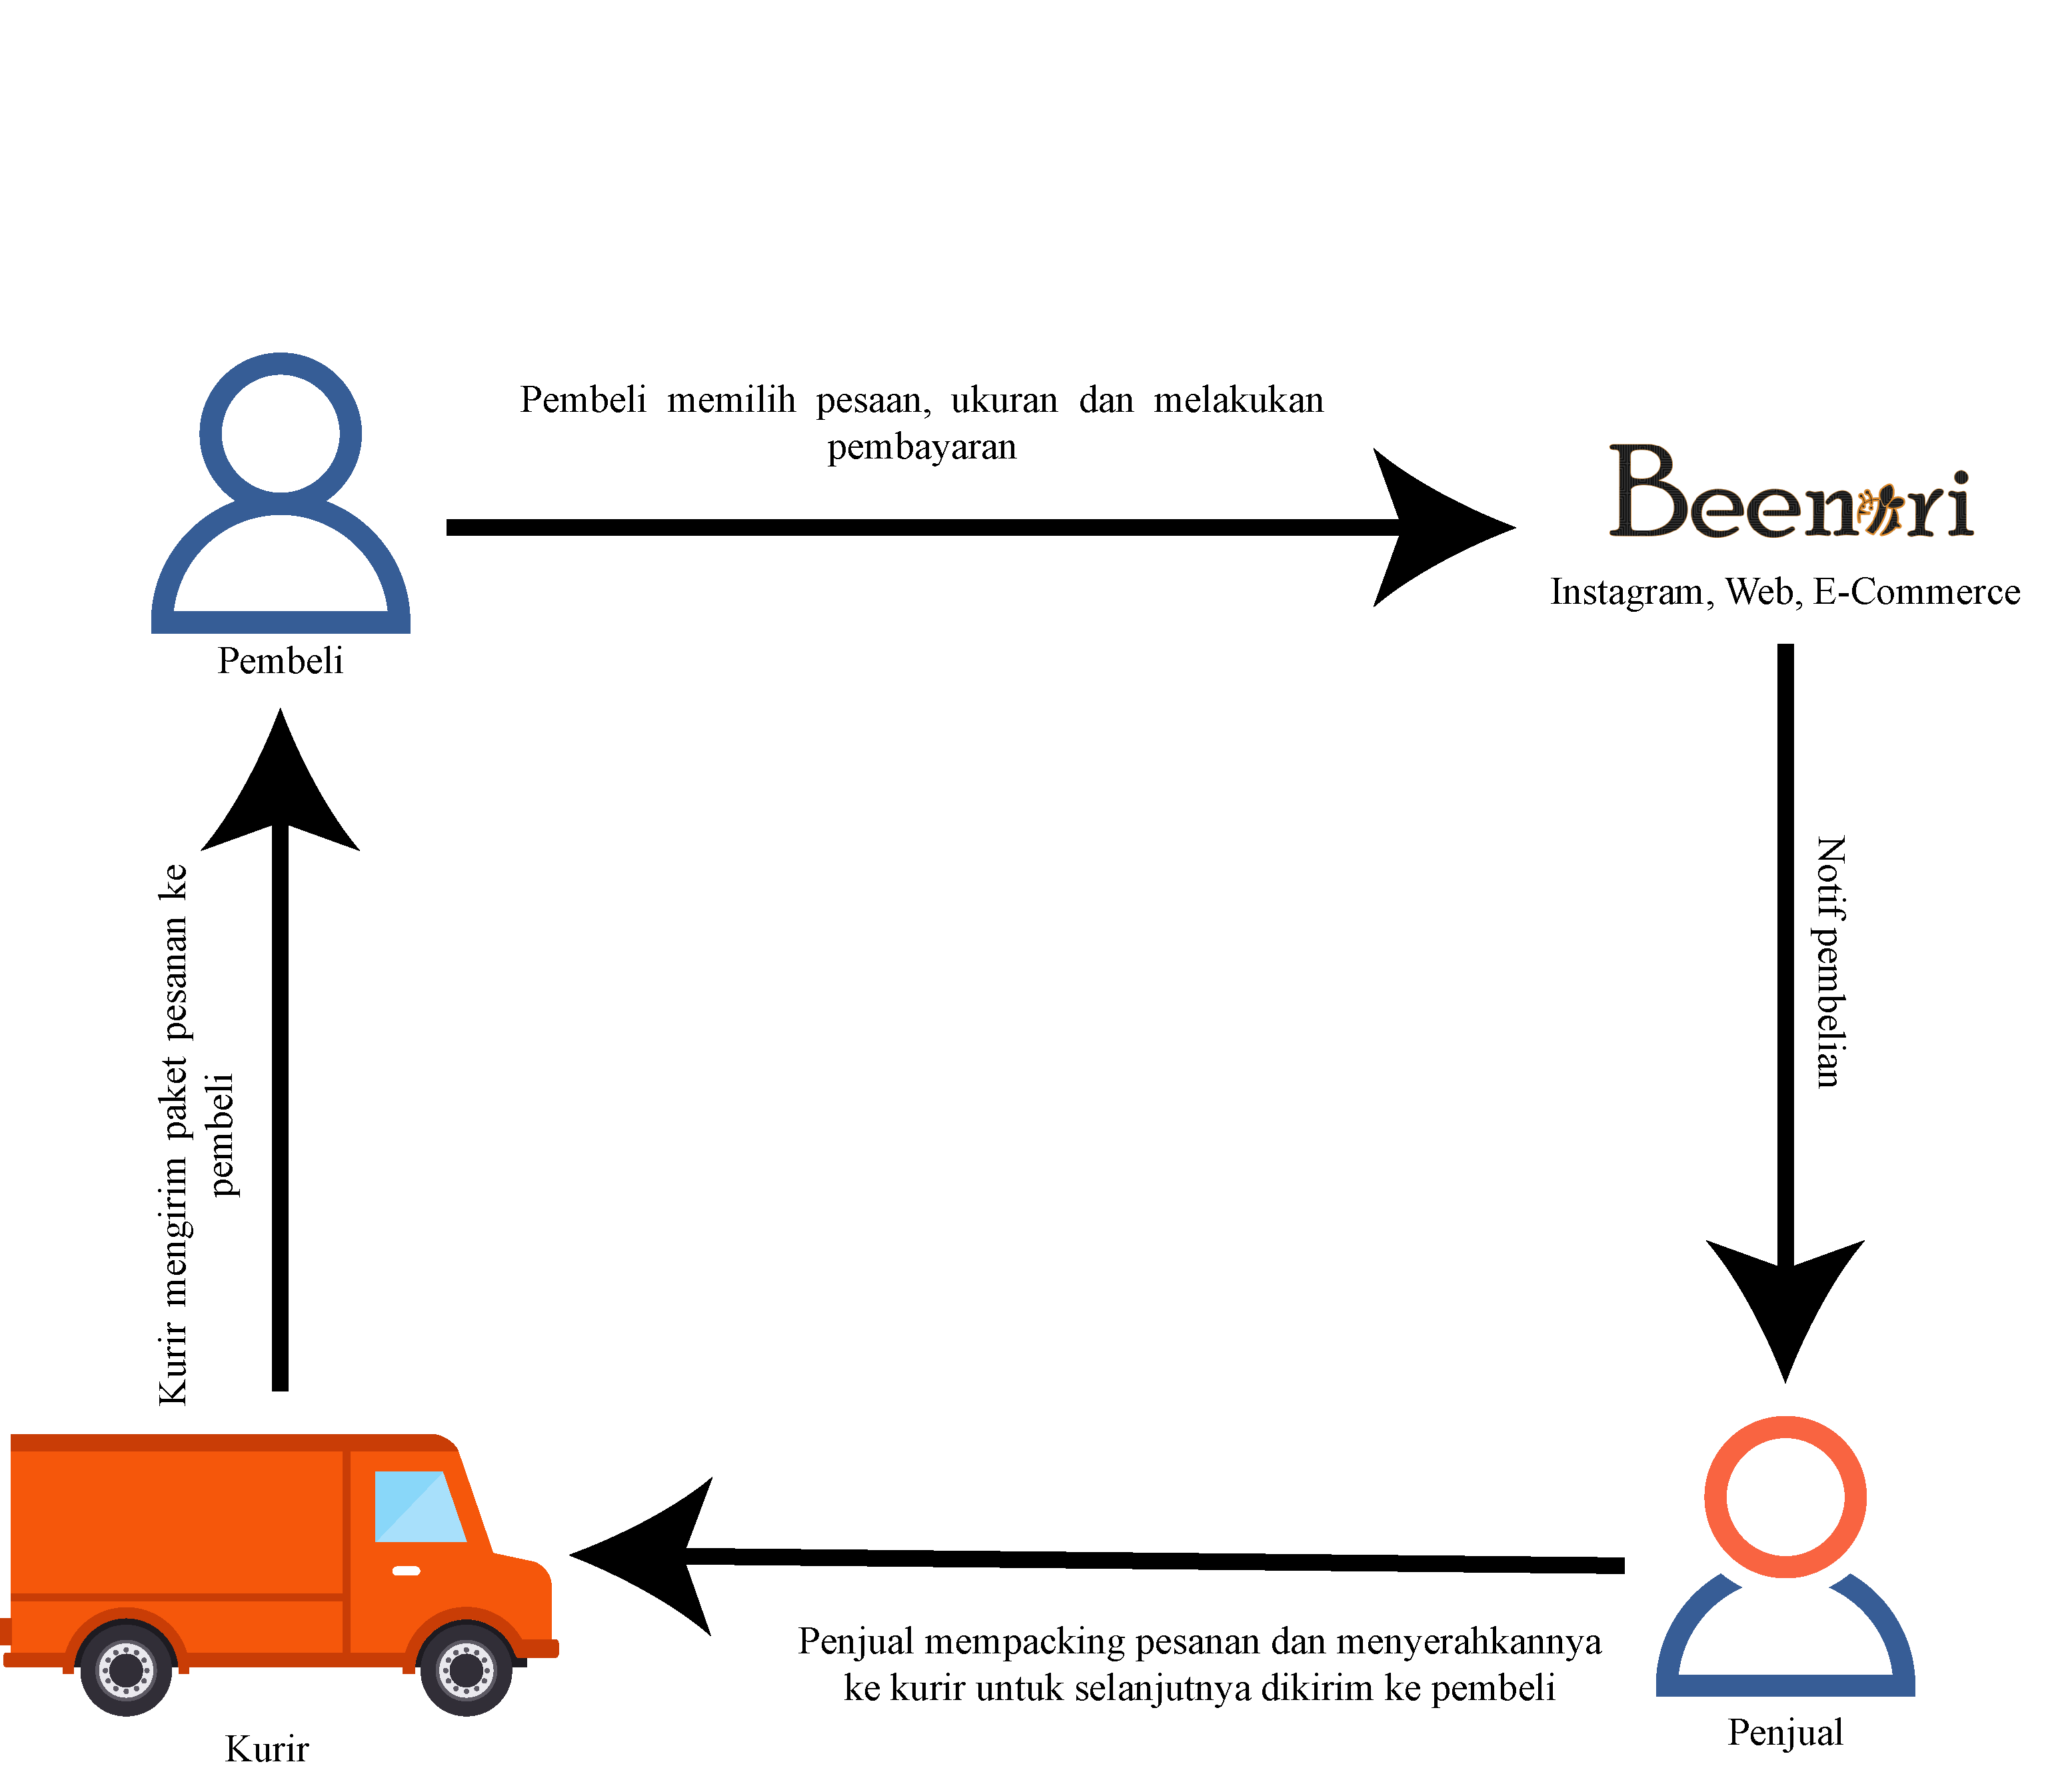 Pembeli memilih pesaan, ukuran dan melakukan
pembayaran
Beenori
Instagram, Web, E-Commerce
Pembeli
Notif pembelian
Kurir mengirim paket pesanan ke
pembeli
Penjual mempacking pesanan dan menyerahkannya
ke kurir untuk selanjutnya dikirim ke pembeli
Penjual
Kurir